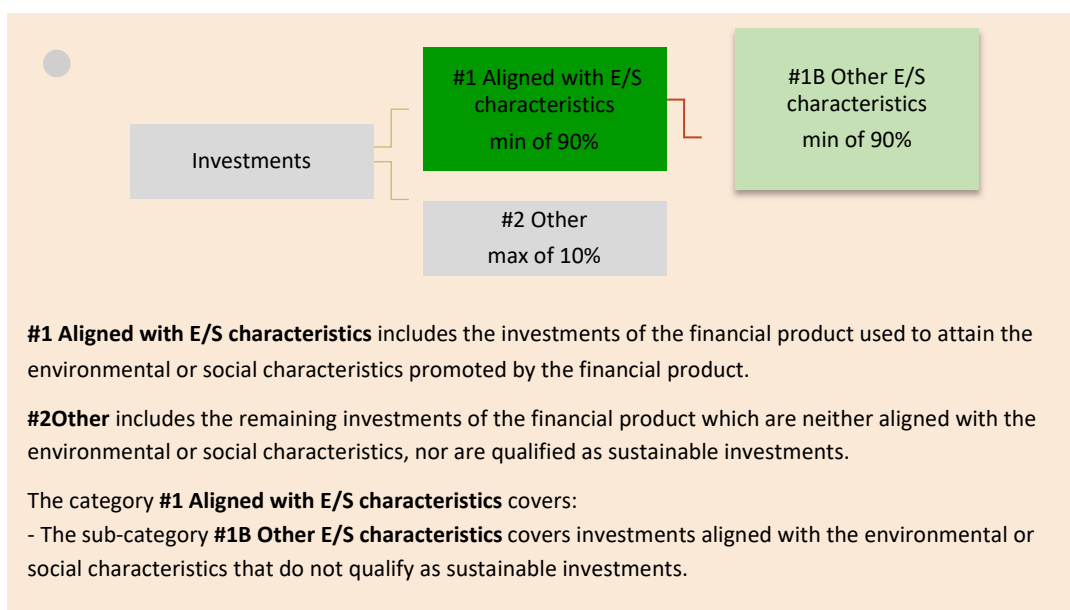 #1 Aligned with E/S
characteristics
min of 90%
#1B Other E/S
characteristics
min of 90%
Investments
#2 Other
max of 10%
#1 Aligned with E/S characteristics includes the investments of the financial product used to attain the
environmental or social characteristics promoted by the financial product.
#2Other includes the remaining investments of the financial product which are neither aligned with the
environmental or social characteristics, nor are qualified as sustainable investments.
The category #1 Aligned with E/S characteristics covers:
- The sub-category #1B Other E/S characteristics covers investments aligned with the environmental or
social characteristics that do not qualify as sustainable investments.